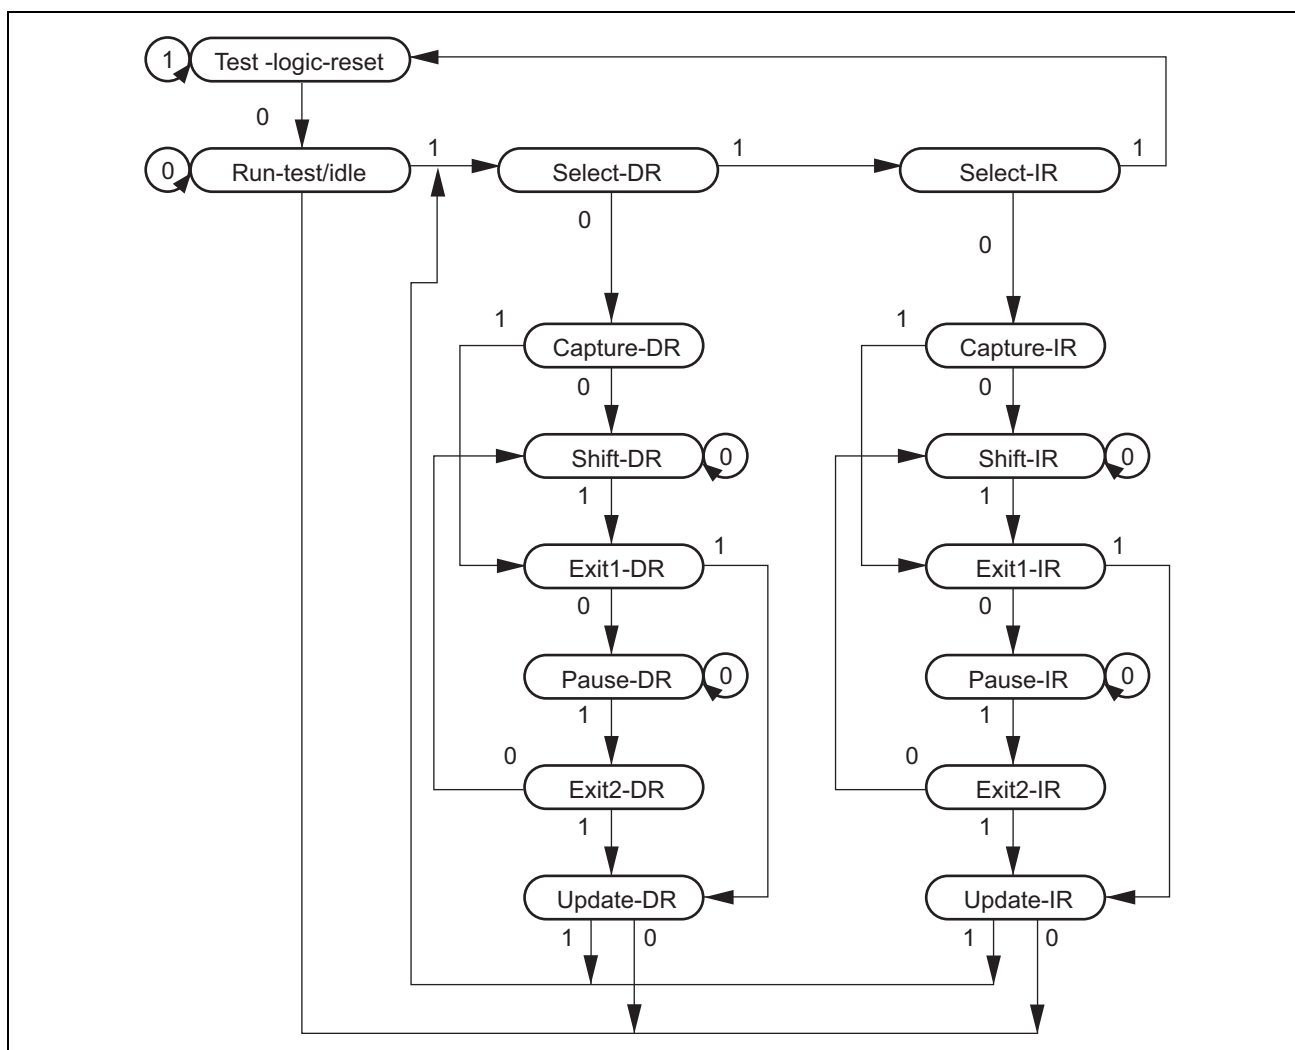 1
Test -logic-reset
0
0
Run-test/idle
1
Select-DR
1
Select-IR
1
0
0
1
Capture-DR
0
1
Capture-IR
0
Shift-DR
0
1
Shift-IR
0
1
Exit1-DR
1
0
Exit1-IR
1
0
Pause-DR
0
1
Pause-IR
0
1
0
Exit2-DR
1
0
Exit2-IR
1
Update-DR
1
0
Update-IR
1
0